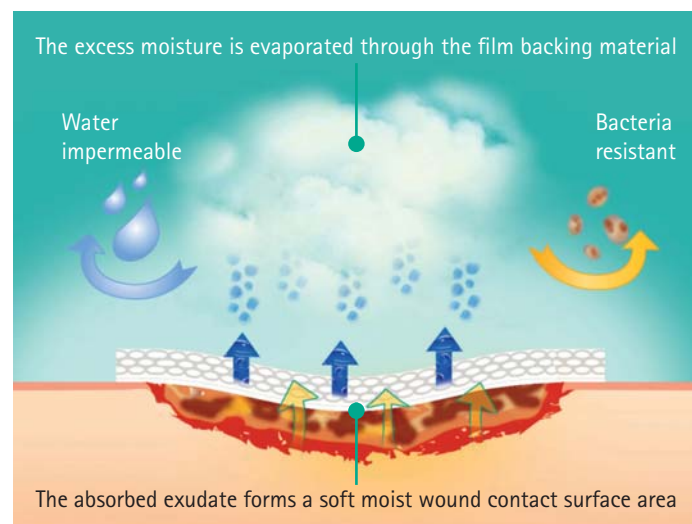 The excess moisture is evaporated through the film backing material
Water
impermeable
Bacteria
resistant
The absorbed exudate forms a soft moist wound contact surface area